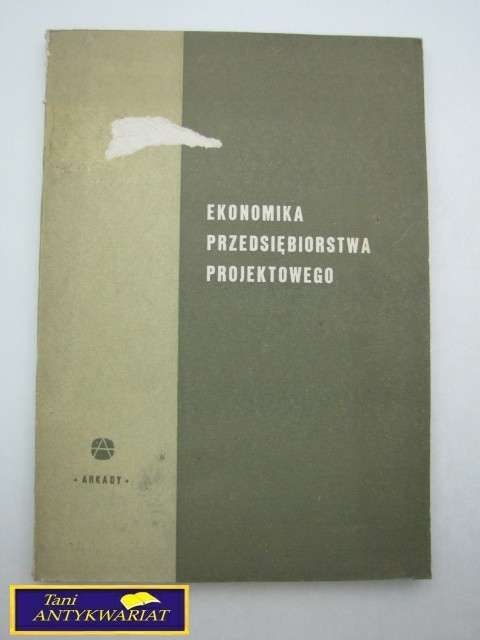 EKONOMIKA
PRZEDSIĘBIORSTWA
PROJEKTOWEGO
• ARKADY •
Tani
ANTYKWARIAT